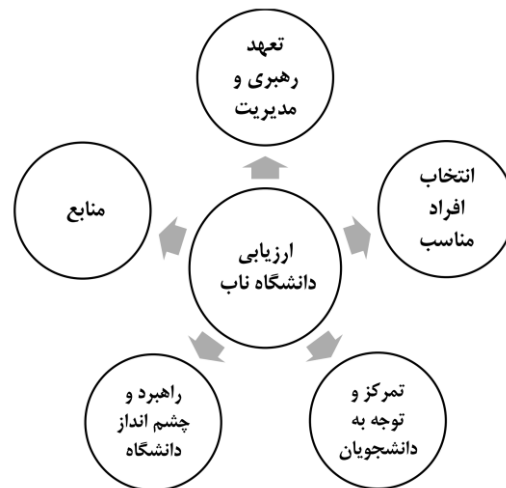 تعهد
رهبری و
مدیریت
انتخاب
افراد
مناسب
منابع
ارزیابی
دانشگاه ناب
راهبرد و
چشم انداز
دانشگاه
تمرکز و
توجه به
دانشجویان